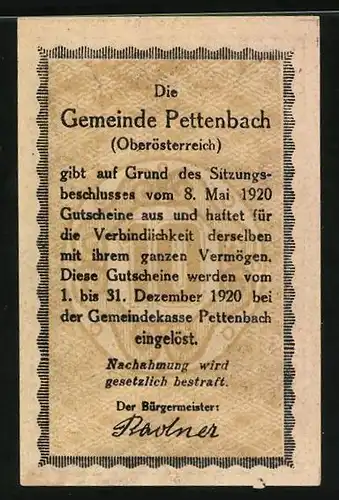 Die
Gemeinde Pettenbach
(Oberösterreich)
gibt auf Grund des Sitzungs-
beschlusses vom 8. Mai 1920
Gutscheine aus und haftet für
die Verbindlichkeit derselben
mit ihrem ganzen Vermögen.
Diese Gutscheine werden vom
1. bis 31. Dezember 1920 bei
der Gemeindekasse Pettenbach
eingelöst.
Nachahmung wird
gesetzlich bestraft.
Der Bürgermeister: